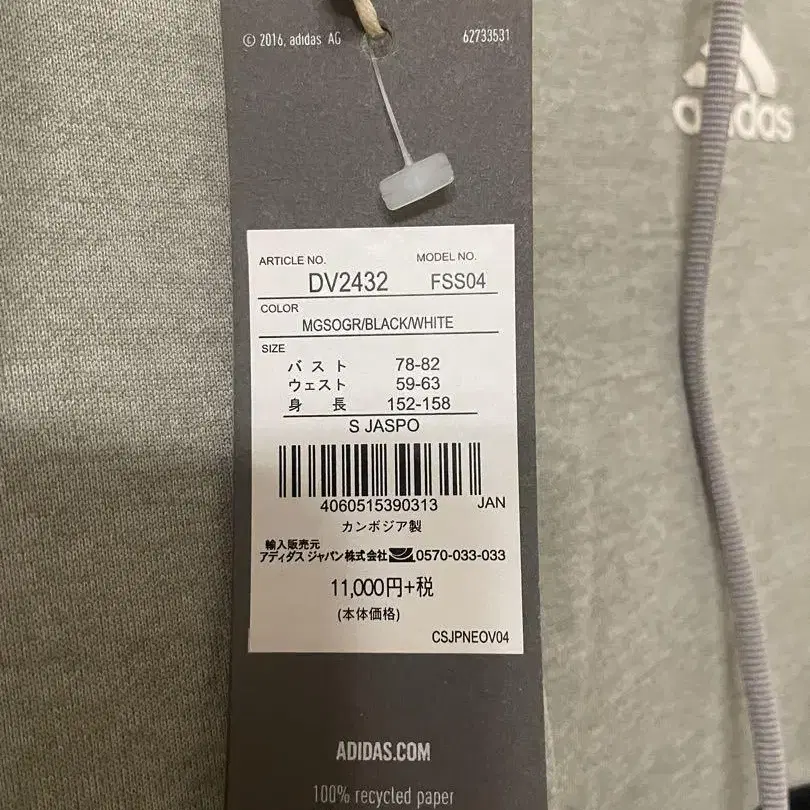 © 2016, adidas AG 62733531
adidas
ARTICLE NO. MODEL NO.
DV2432 FSS04
COLOR
MGSOGR/BLACK/WHITE
SIZE
バスト 78-82
ウェスト 59-63
身長 152-158
S JASPO
4060515390313 JAN
カンボジア製
輸入販売元
アディダス ジャパン株式会社 0570-033-033
11,000円+税
(本体価格)
CSJPNEOV04
ADIDAS.COM
100% recycled paper